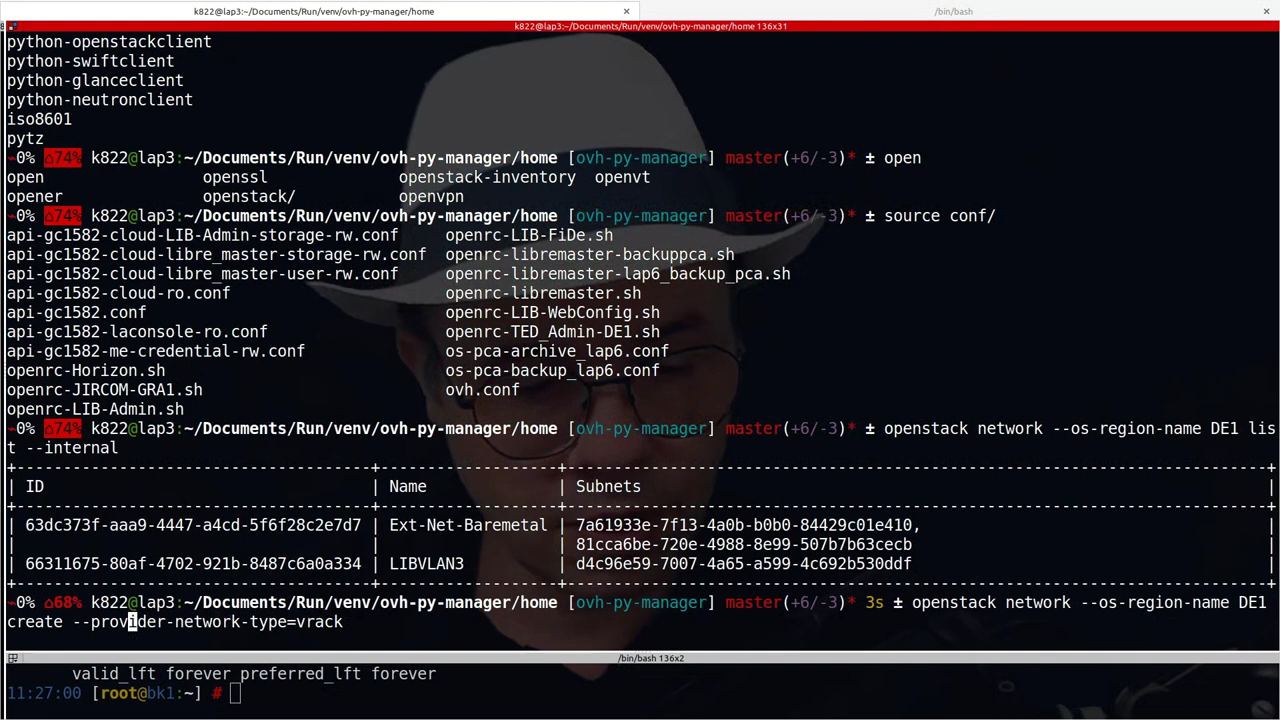 k822@lap3:~/Documents/Run/venv/ovh-py-manager/home × /bin/bash ×
k822@lap3:~/Documents/Run/venv/ovh-py-manager/home 136x31
python-openstackclient
python-swiftclient
python-glanceclient
python-neutronclient
iso8601
pytz
~0% ⌂74% k822@lap3:~/Documents/Run/venv/ovh-py-manager/home [ovh-py-manager] master(+6/-3)* ± open
open openssl openstack-inventory openvt
opener openstack/ openvpn
~0% ⌂74% k822@lap3:~/Documents/Run/venv/ovh-py-manager/home [ovh-py-manager] master(+6/-3)* ± source conf/
api-gc1582-cloud-LIB-Admin-storage-rw.conf openrc-LIB-FiDe.sh
api-gc1582-cloud-libre_master-storage-rw.conf openrc-libremaster-backuppca.sh
api-gc1582-cloud-libre_master-user-rw.conf openrc-libremaster-lap6_backup_pca.sh
api-gc1582-cloud-ro.conf openrc-libremaster.sh
api-gc1582.conf openrc-LIB-WebConfig.sh
api-gc1582-laconsole-ro.conf openrc-TED_Admin-DE1.sh
api-gc1582-me-credential-rw.conf os-pca-archive_lap6.conf
openrc-Horizon.sh os-pca-backup_lap6.conf
openrc-JIRCOM-GRA1.sh ovh.conf
openrc-LIB-Admin.sh
~0% ⌂74% k822@lap3:~/Documents/Run/venv/ovh-py-manager/home [ovh-py-manager] master(+6/-3)* ± openstack network --os-region-name DE1 lis
t --internal
+--------------------------------------+-------------------+---------------------------------------------------------------------------+
| ID | Name | Subnets |
+--------------------------------------+-------------------+---------------------------------------------------------------------------+
| 63dc373f-aaa9-4447-a4cd-5f6f28c2e7d7 | Ext-Net-Baremetal | 7a61933e-7f13-4a0b-b0b0-84429c01e410, |
| | | 81cca6be-720e-4988-8e99-507b7b63cecb |
| 66311675-80af-4702-921b-8487c6a0a334 | LIBVLAN3 | d4c96e59-7007-4a65-a599-4c692b530ddf |
+--------------------------------------+-------------------+---------------------------------------------------------------------------+
~0% ⌂68% k822@lap3:~/Documents/Run/venv/ovh-py-manager/home [ovh-py-manager] master(+6/-3)* 3s ± openstack network --os-region-name DE1
create --provider-network-type=vrack
/bin/bash 136x2
valid_lft forever preferred_lft forever
11:27:00 [root@bk1:~] #